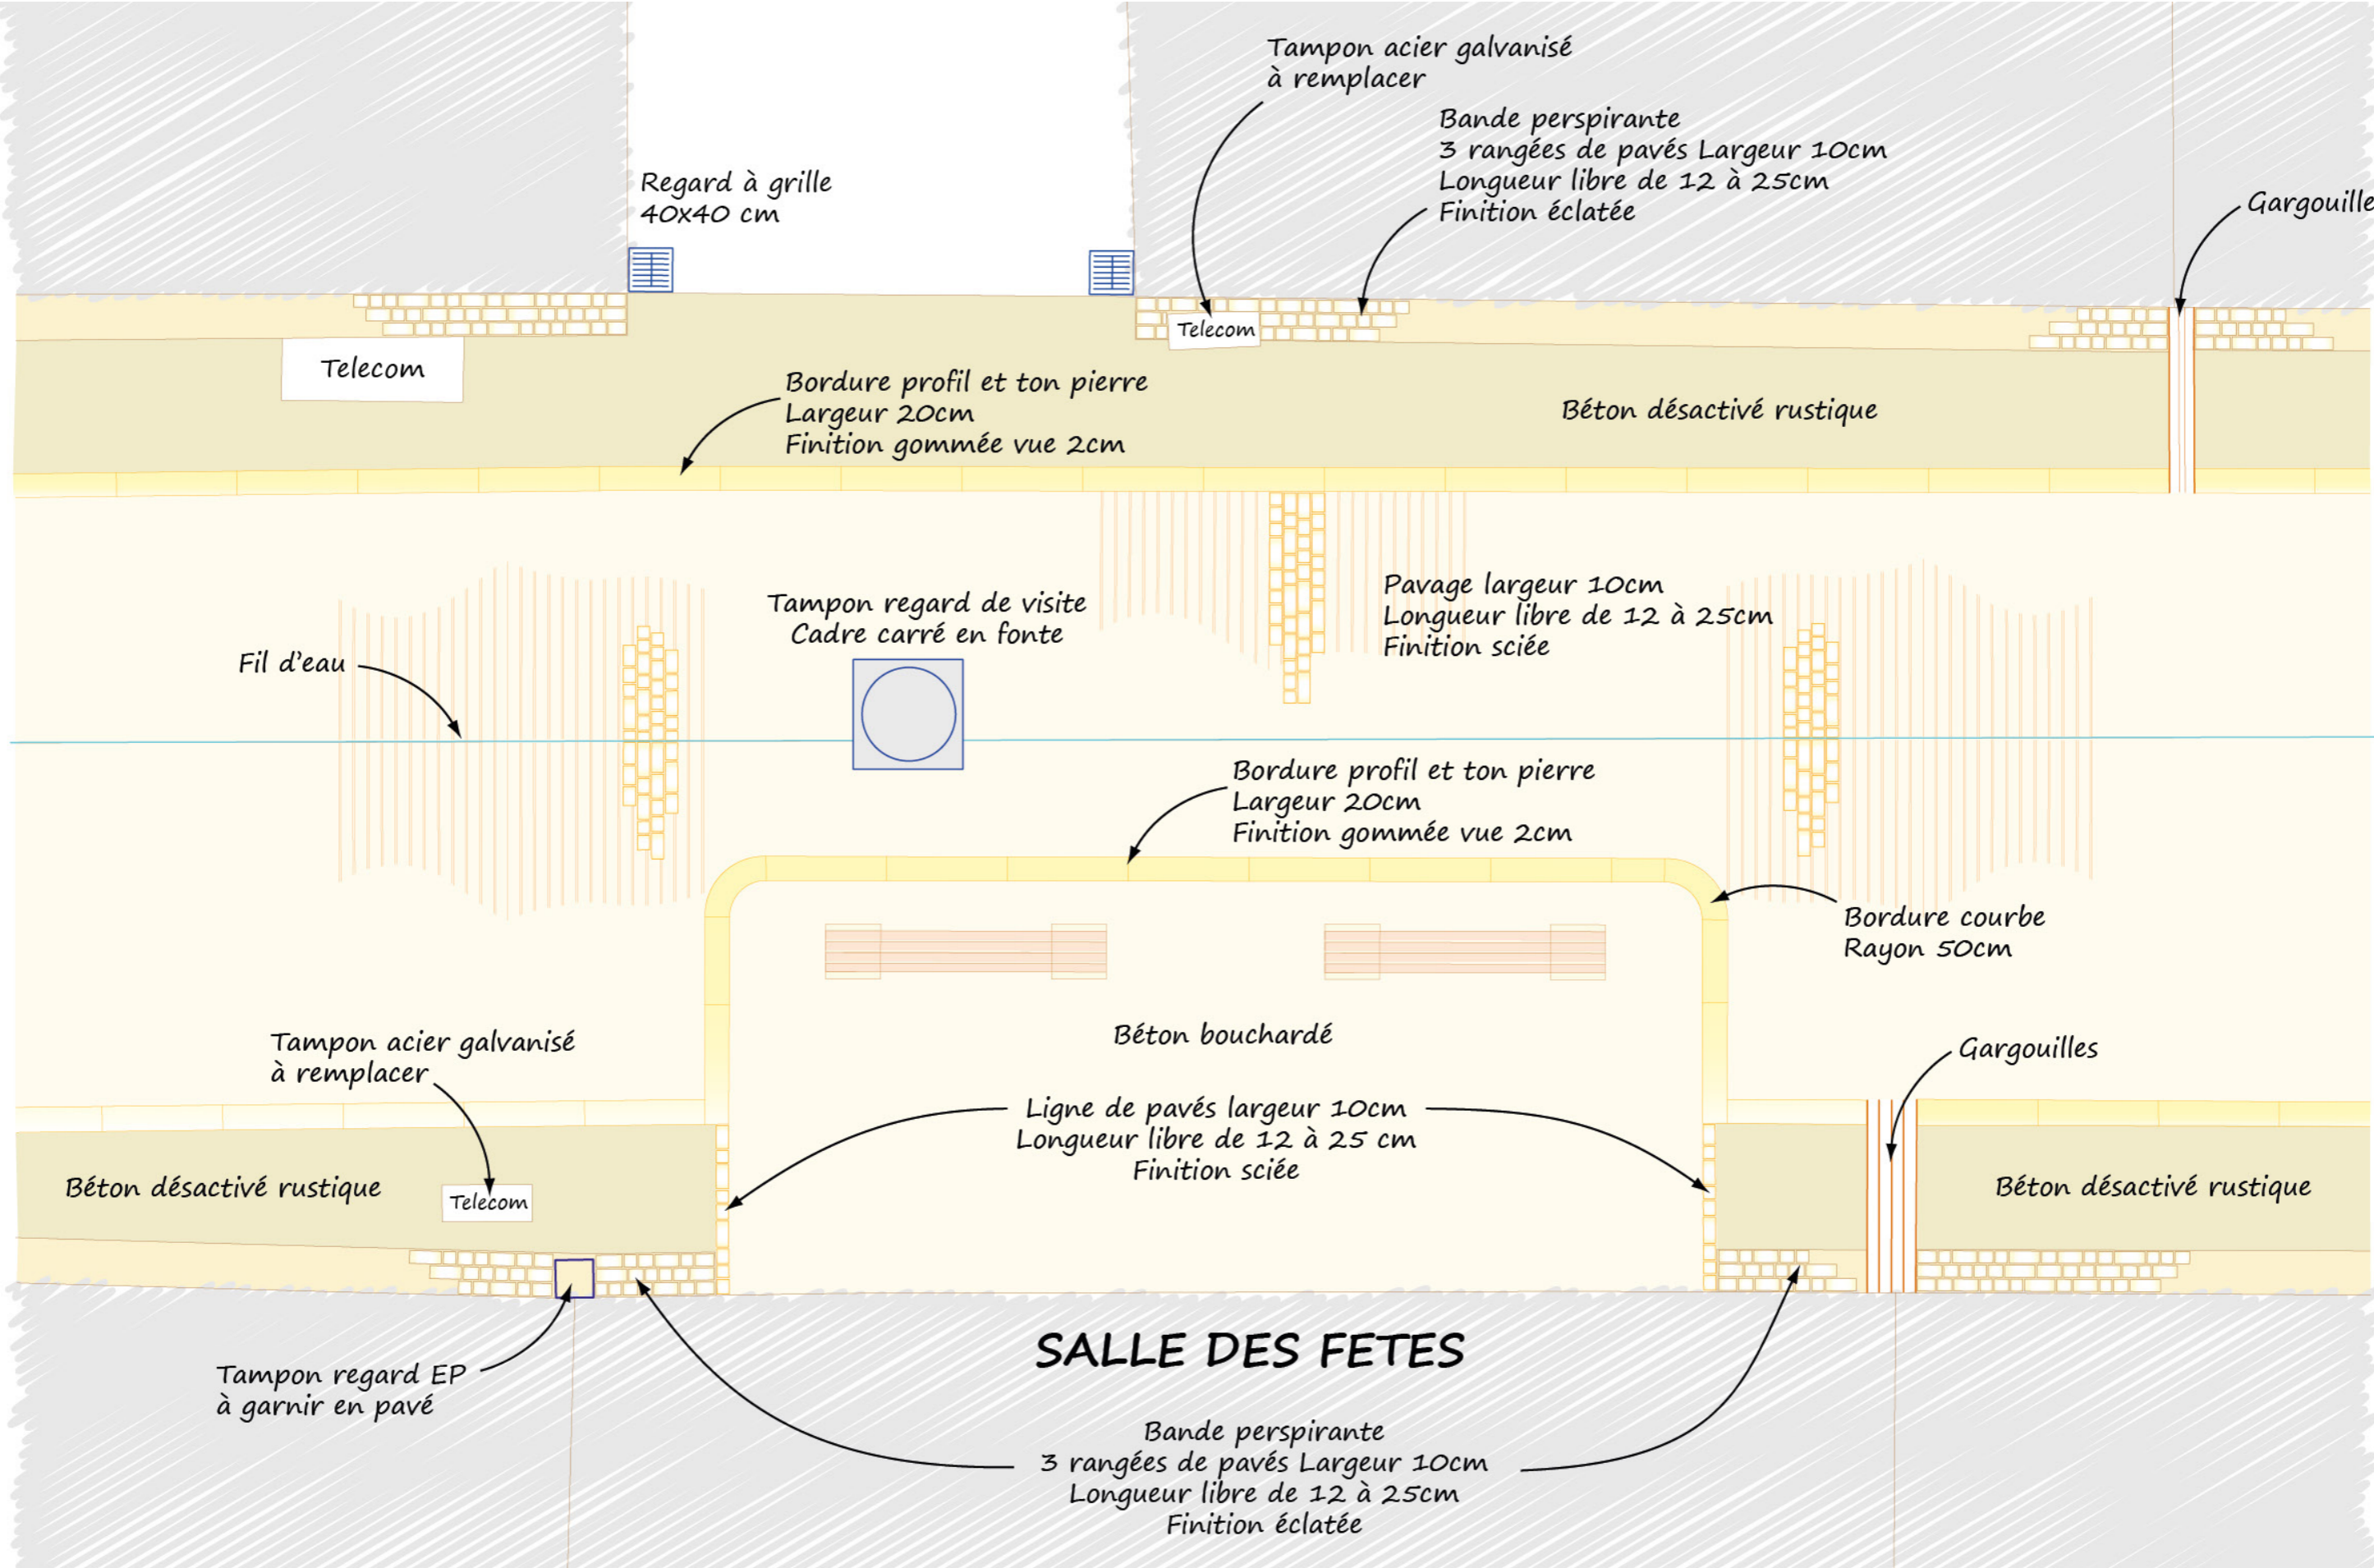 Tampon acier galvanisé
à remplacer
Bande perspirante
3 rangées de pavés Largeur 10cm
Longueur libre de 12 à 25cm
Finition éclatée
Regard à grille
40x40 cm
Gargouille
Telecom
Telecom
Bordure profil et ton pierre
Largeur 20cm
Finition gommée vue 2cm
Béton désactivé rustique
Tampon regard de visite
Cadre carré en fonte
Pavage largeur 10cm
Longueur libre de 12 à 25cm
Finition sciée
Fil d'eau
Bordure profil et ton pierre
Largeur 20cm
Finition gommée vue 2cm
Bordure courbe
Rayon 50cm
Béton bouchardé
Tampon acier galvanisé
à remplacer
Gargouilles
Ligne de pavés largeur 10cm
Longueur libre de 12 à 25 cm
Finition sciée
Béton désactivé rustique
Telecom
Béton désactivé rustique
SALLE DES FETES
Tampon regard EP
à garnir en pavé
Bande perspirante
3 rangées de pavés Largeur 10cm
Longueur libre de 12 à 25cm
Finition éclatée